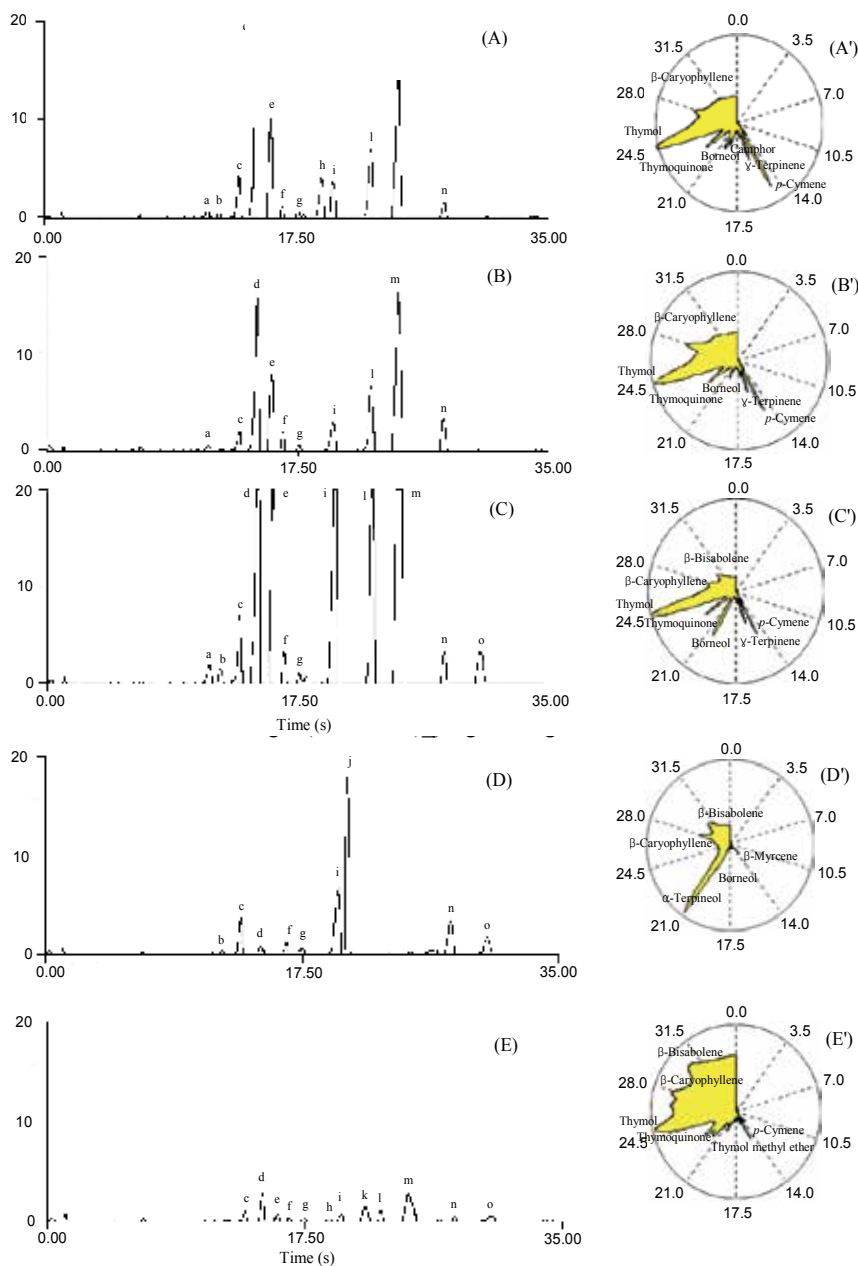 20
(A)
10
a
b
c
e
f
g
h
i
l
n
0
0.00
17.50
35.00
0.0
31.5
3.5
(A')
β-Caryophyllene
28.0
7.0
Thymol
Camphor
24.5
Borneol
10.5
Thymoquinone
γ-Terpinene
p-Cymene
21.0
14.0
17.5
20
(B)
d
m
10
e
l
c
f
i
n
a
g
0
0.00
17.50
35.00
0.0
31.5
3.5
(B')
β-Caryophyllene
28.0
7.0
Thymol
24.5
Borneol
10.5
Thymoquinone
γ-Terpinene
p-Cymene
21.0
14.0
17.5
20
d
e
i
l
m
(C)
10
c
a
b
f
g
n
o
0
0.00
17.50
35.00
Time (s)
0.0
31.5
3.5
(C')
β-Bisabolene
28.0
7.0
β-Caryophyllene
Thymol
24.5
Thymoquinone
p-Cymene
10.5
Borneol
γ-Terpinene
21.0
14.0
17.5
20
j
(D)
10
i
c
b
d
f
g
n
o
0
0.00
17.50
35.00
0.0
31.5
3.5
(D')
28.0
β-Bisabolene
7.0
β-Caryophyllene
β-Myrcene
24.5
10.5
Borneol
α-Terpineol
21.0
14.0
17.5
20
(E)
10
c
d
e
f
g
h
i
k
l
m
n
o
0
0.00
17.50
35.00
Time (s)
0.0
31.5
3.5
(E')
β-Bisabolene
28.0
β-Caryophyllene
7.0
Thymol
24.5
Thymoquinone
p-Cymene
10.5
Thymol methyl ether
21.0
14.0
17.5